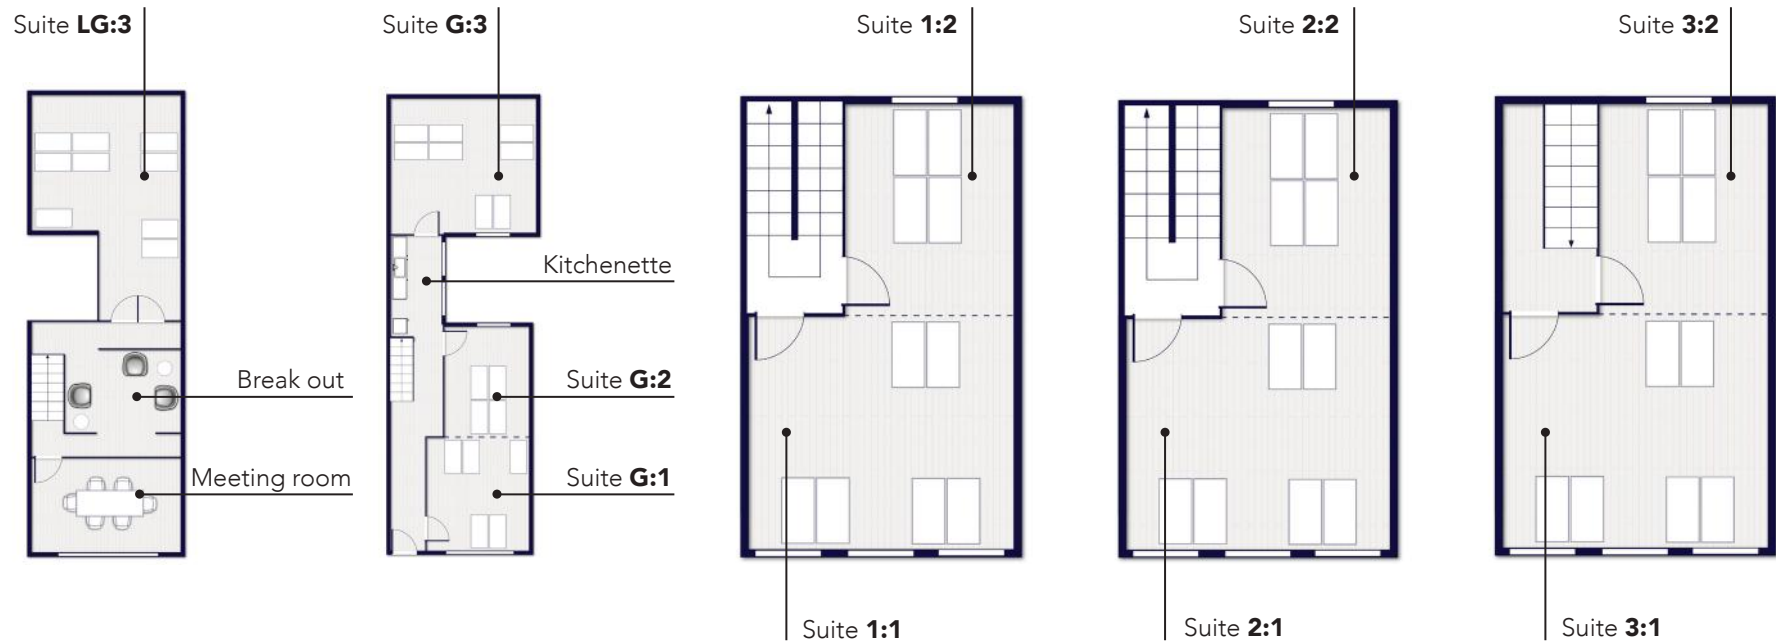 Suite LG:3
Suite G:3
Suite 1:2
Suite 2:2
Suite 3:2
Kitchenette
Break out
Suite G:2
Meeting room
Suite G:1
Suite 1:1
Suite 2:1
Suite 3:1